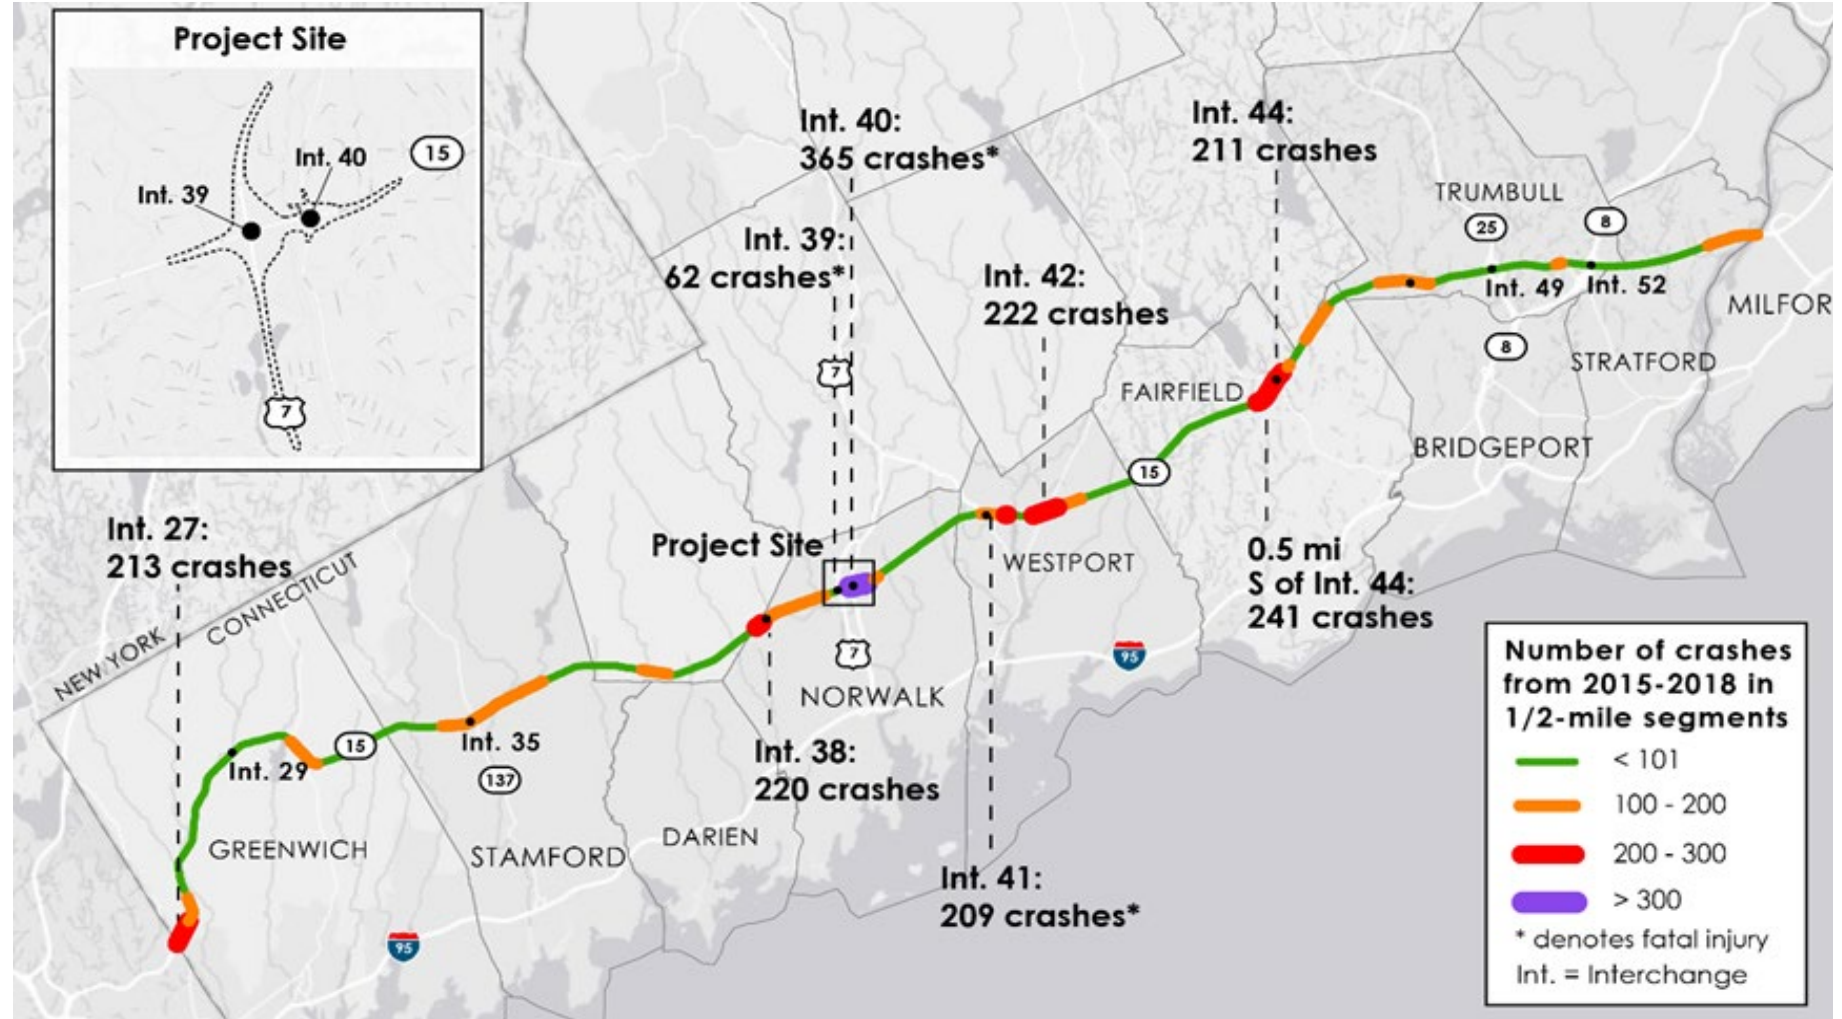 Project Site
Int. 40
15
Int. 39
7
Int. 40:
365 crashes*
Int. 44:
211 crashes
TRUMBULL
25
8
Int. 39:
62 crashes*
Int. 42:
222 crashes
Int. 49
Int. 52
MILFOR
8
7
STRATFORD
FAIRFIELD
BRIDGEPORT
15
Int. 27:
213 crashes
Project Site
WESTPORT
0.5 mi
S of Int. 44:
241 crashes
NEW YORK
CONNECTICUT
7
95
NORWALK
Int. 38:
220 crashes
15
Int. 29
Int. 35
137
GREENWICH
STAMFORD
DARIEN
Int. 41:
209 crashes*
95
Number of crashes
from 2015-2018 in
1/2-mile segments
< 101
100 - 200
200 - 300
> 300
* denotes fatal injury
Int. = Interchange